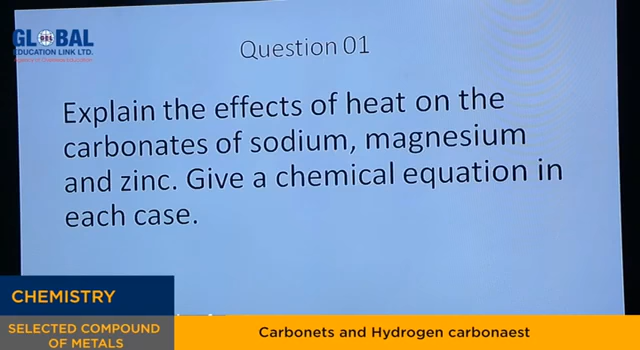 GLOBAL
EDUCATION LINK LTD.
Question 01
Explain the effects of heat on the
carbonates of sodium, magnesium
and zinc. Give a chemical equation in
each case.
CHEMISTRY
SELECTED COMPOUND
OF METALS
Carbonets and Hydrogen carbonaest